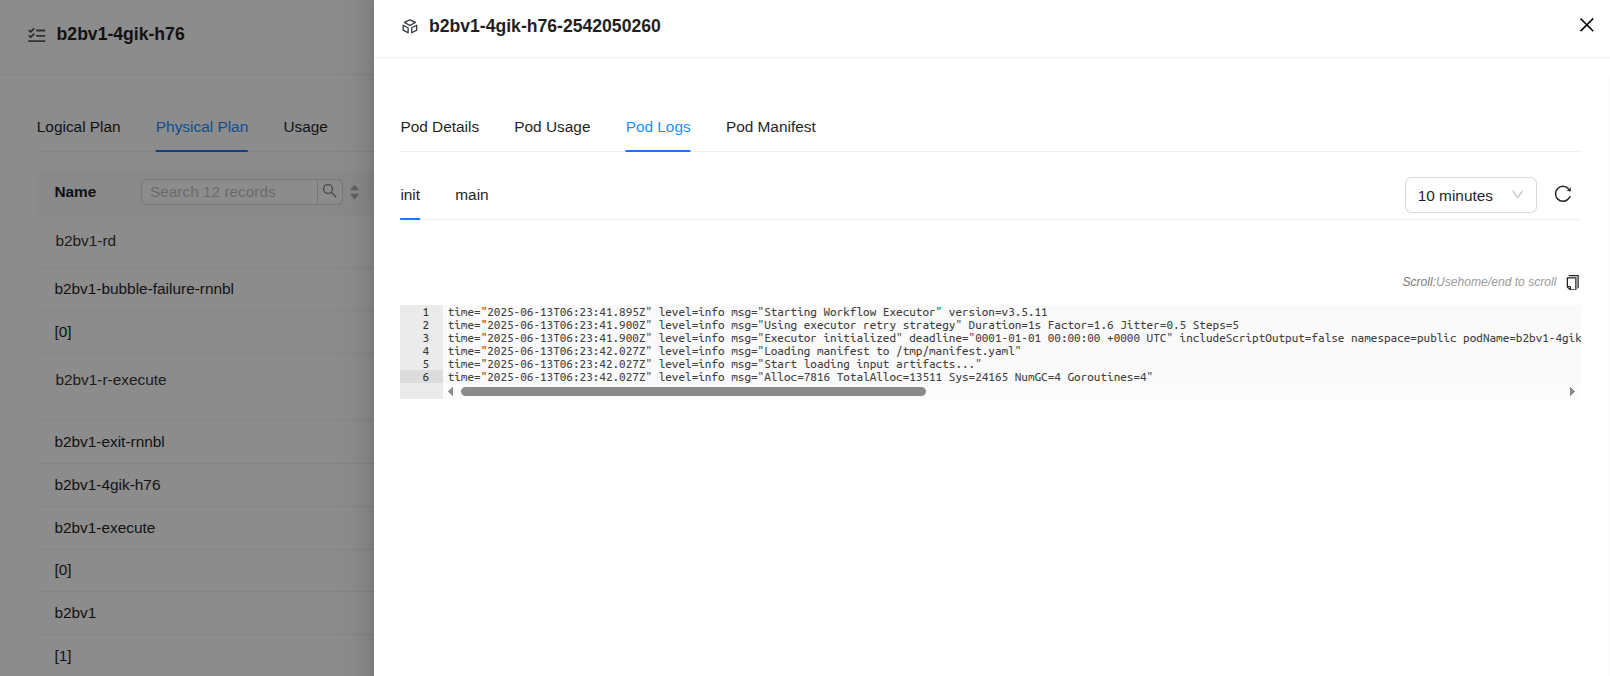 b2bv1-4gik-h76
Logical Plan Physical Plan Usage
Name Search 12 records
b2bv1-rd
b2bv1-bubble-failure-rnnbl
[0]
b2bv1-r-execute
b2bv1-exit-rnnbl
b2bv1-4gik-h76
b2bv1-execute
[0]
b2bv1
[1]
b2bv1-4gik-h76-2542050260
Pod Details Pod Usage Pod Logs Pod Manifest
init main 10 minutes
Scroll:Usehome/end to scroll
1 time="2025-06-13T06:23:41.895Z" level=info msg="Starting Workflow Executor" version=v3.5.11
2 time="2025-06-13T06:23:41.900Z" level=info msg="Using executor retry strategy" Duration=1s Factor=1.6 Jitter=0.5 Steps=5
3 time="2025-06-13T06:23:41.900Z" level=info msg="Executor initialized" deadline="0001-01-01 00:00:00 +0000 UTC" includeScriptOutput=false namespace=public podName=b2bv1-4gik
4 time="2025-06-13T06:23:42.027Z" level=info msg="Loading manifest to /tmp/manifest.yaml"
5 time="2025-06-13T06:23:42.027Z" level=info msg="Start loading input artifacts..."
6 time="2025-06-13T06:23:42.027Z" level=info msg="Alloc=7816 TotalAlloc=13511 Sys=24165 NumGC=4 Goroutines=4"